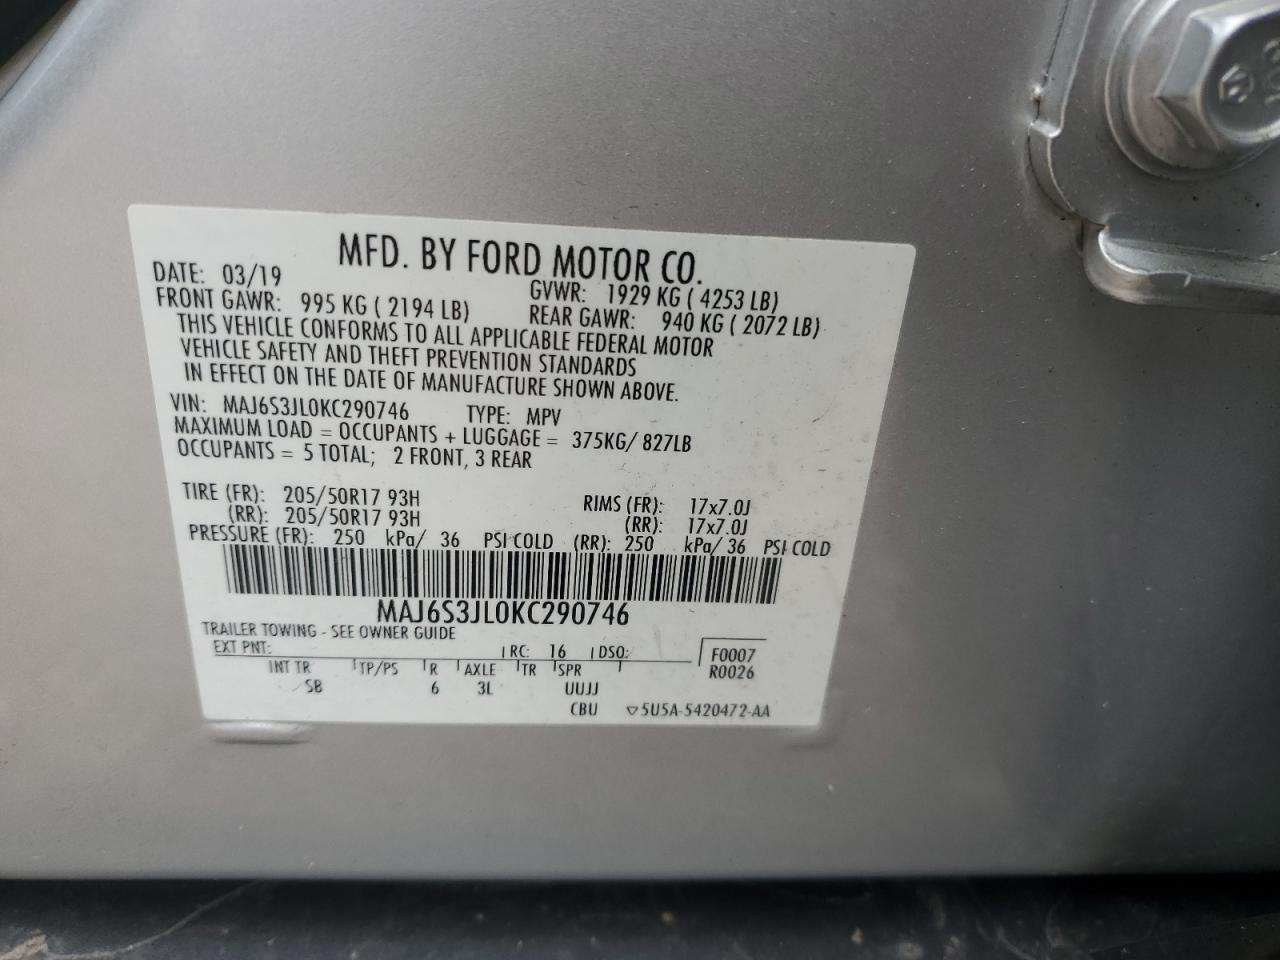 MFD. BY FORD MOTOR CO.
DATE: 03/19 GVWR: 1929 KG ( 4253 LB)
FRONT GAWR: 995 KG ( 2194 LB) REAR GAWR: 940 KG ( 2072 LB)
THIS VEHICLE CONFORMS TO ALL APPLICABLE FEDERAL MOTOR
VEHICLE SAFETY AND THEFT PREVENTION STANDARDS
IN EFFECT ON THE DATE OF MANUFACTURE SHOWN ABOVE.
VIN: MAJ6S3JL0KC290746 TYPE: MPV
MAXIMUM LOAD = OCCUPANTS + LUGGAGE = 375KG/ 827LB
OCCUPANTS = 5 TOTAL; 2 FRONT, 3 REAR
TIRE (FR): 205/50R17 93H RIMS (FR): 17x7.0J
(RR): 205/50R17 93H (RR): 17x7.0J
PRESSURE (FR): 250 kPa/ 36 PSI COLD (RR): 250 kPa/ 36 PSI COLD
MAJ6S3JL0KC290746
TRAILER TOWING - SEE OWNER GUIDE
EXT PNT: RC: 16 DSO: F0007
INT TR TP/PS R AXLE TR SPR R0026
SB 6 3L UUJJ
CBU ▽5U5A-5420472-AA